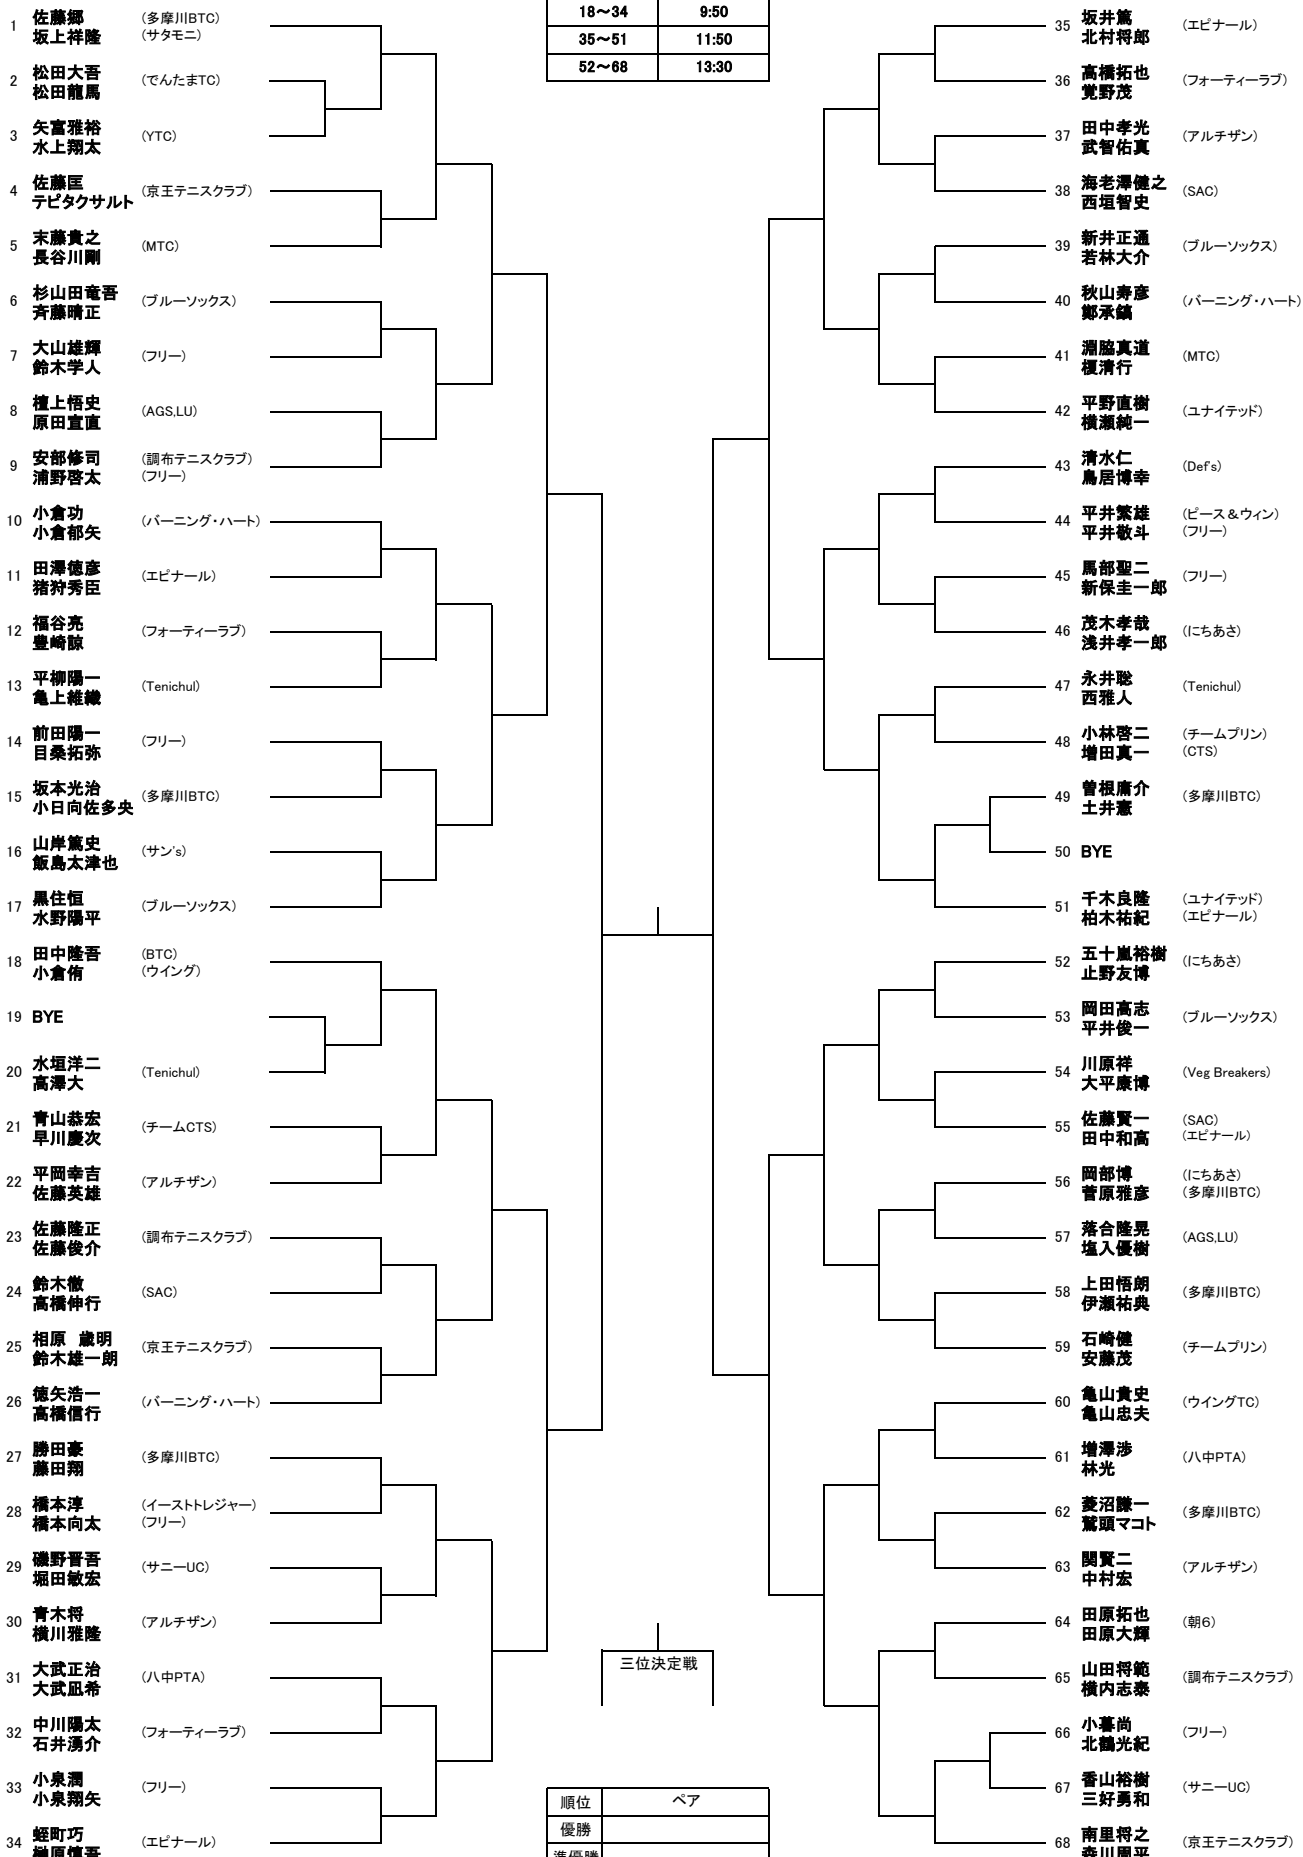 18～34 9:50
35～51 11:50
52～68 13:30
1 佐藤郷 (多摩川BTC)
坂上祥隆 (サタモニ)
2 松田大吾 (でんたまTC)
松田龍馬
3 矢富雅裕 (YTC)
水上翔太
4 佐藤匡 (京王テニスクラブ)
テピタクサルト
5 末藤貴之 (MTC)
長谷川剛
6 杉山田竜吾 (ブルーソックス)
斉藤晴正
7 大山雄輝 (フリー)
鈴木学人
8 檀上悟史 (AGS,LU)
原田宜直
9 安部修司 (調布テニスクラブ)
浦野啓太 (フリー)
10 小倉功 (バーニング・ハート)
小倉郁矢
11 田澤徳彦 (エピナール)
猪狩秀臣
12 福谷亮 (フォーティーラブ)
豊崎諒
13 平柳陽一 (Tenichul)
亀上維織
14 前田陽一 (フリー)
目桑拓弥
15 坂本光治 (多摩川BTC)
小日向佐多央
16 山岸篤史 (サン's)
飯島太津也
17 黒住恒 (ブルーソックス)
水野陽平
18 田中隆吾 (BTC)
小倉侑 (ウイング)
19 BYE
20 水垣洋二 (Tenichul)
高澤大
21 青山恭宏 (チームCTS)
早川慶次
22 平岡幸吉 (アルチザン)
佐藤英雄
23 佐藤隆正 (調布テニスクラブ)
佐藤俊介
24 鈴木徹 (SAC)
高橋伸行
25 相原　歳明 (京王テニスクラブ)
鈴木雄一朗
26 徳矢浩一 (バーニング・ハート)
高橋信行
27 勝田豪 (多摩川BTC)
藤田翔
28 橋本淳 (イーストトレジャー)
橋本向太 (フリー)
29 磯野晋吾 (サニーUC)
堀田敏宏
30 青木将 (アルチザン)
横川雅隆
31 大武正治 (八中PTA)
大武凪希
32 中川陽太 (フォーティーラブ)
石井湧介
33 小泉潤 (フリー)
小泉翔矢
34 蛭町巧 (エピナール)
榊原慎吾
35 坂井篤 (エピナール)
北村将郎
36 高橋拓也 (フォーティーラブ)
覚野茂
37 田中孝光 (アルチザン)
武智佑真
38 海老澤健之 (SAC)
西垣智史
39 新井正通 (ブルーソックス)
若林大介
40 秋山寿彦 (バーニング・ハート)
鄭承鎬
41 淵脇真道 (MTC)
榎清行
42 平野直樹 (ユナイテッド)
横瀬純一
43 清水仁 (Def's)
鳥居博幸
44 平井繁雄 (ピース＆ウィン)
平井敬斗 (フリー)
45 馬部聖二 (フリー)
新保圭一郎
46 茂木孝哉 (にちあさ)
浅井孝一郎
47 永井聡 (Tenichul)
西雅人
48 小林啓二 (チームプリン)
増田真一 (CTS)
49 曽根庸介 (多摩川BTC)
土井憲
50 BYE
51 千木良隆 (ユナイテッド)
柏木祐紀 (エピナール)
52 五十嵐裕樹 (にちあさ)
止野友博
53 岡田高志 (ブルーソックス)
平井俊一
54 川原祥 (Veg Breakers)
大平康博
55 佐藤賢一 (SAC)
田中和高 (エピナール)
56 岡部博 (にちあさ)
菅原雅彦 (多摩川BTC)
57 落合隆晃 (AGS,LU)
塩入優樹
58 上田悟朗 (多摩川BTC)
伊瀬祐典
59 石崎健 (チームプリン)
安藤茂
60 亀山貴史 (ウイングTC)
亀山忠夫
61 増澤渉 (八中PTA)
林光
62 菱沼謙一 (多摩川BTC)
鷲頭マコト
63 関賢二 (アルチザン)
中村宏
64 田原拓也 (朝6)
田原大輝
65 山田将範 (調布テニスクラブ)
横内志泰
66 小暮尚 (フリー)
北鶴光紀
67 香山裕樹 (サニーUC)
三好勇和
68 南里将之 (京王テニスクラブ)
森川周平
三位決定戦
順位 ペア
優勝
準優勝